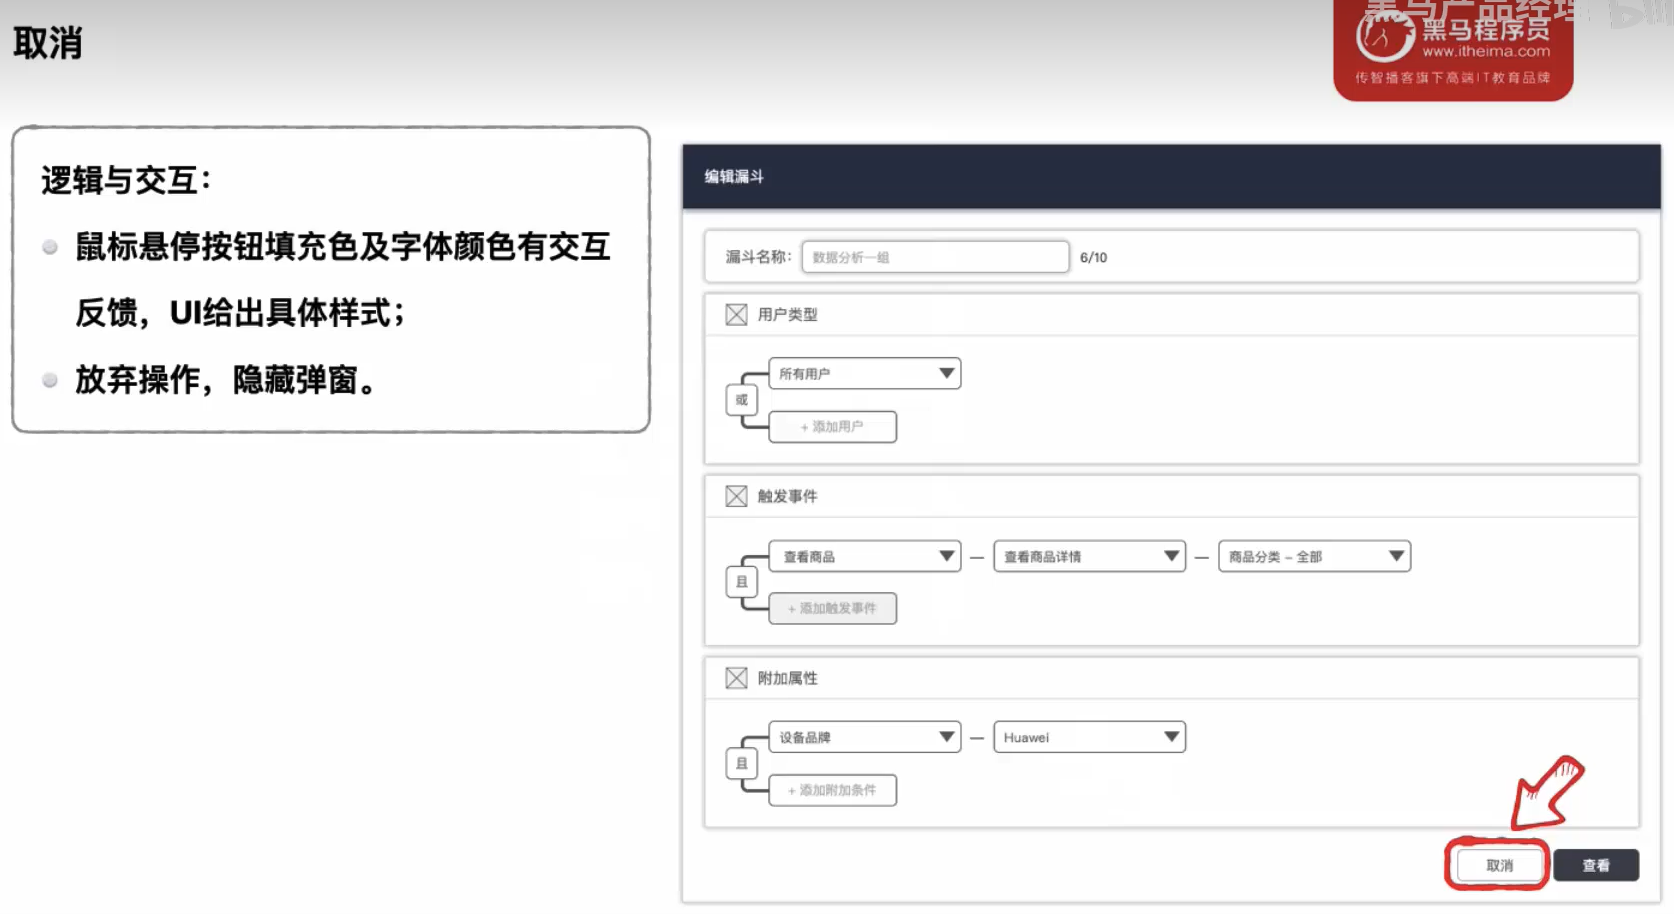 取消
黑马产品经理
黑马程序员
www.itheima.com
传智播客旗下高端IT教育品牌
逻辑与交互：
鼠标悬停按钮填充色及字体颜色有交互
反馈，UI给出具体样式；
放弃操作，隐藏弹窗。
编辑漏斗
漏斗名称： 数据分析一组 6/10
用户类型
所有用户
或
+ 添加用户
触发事件
查看商品 — 查看商品详情 — 商品分类 – 全部
且
+ 添加触发事件
附加属性
设备品牌 — Huawei
且
+ 添加附加条件
取消 查看